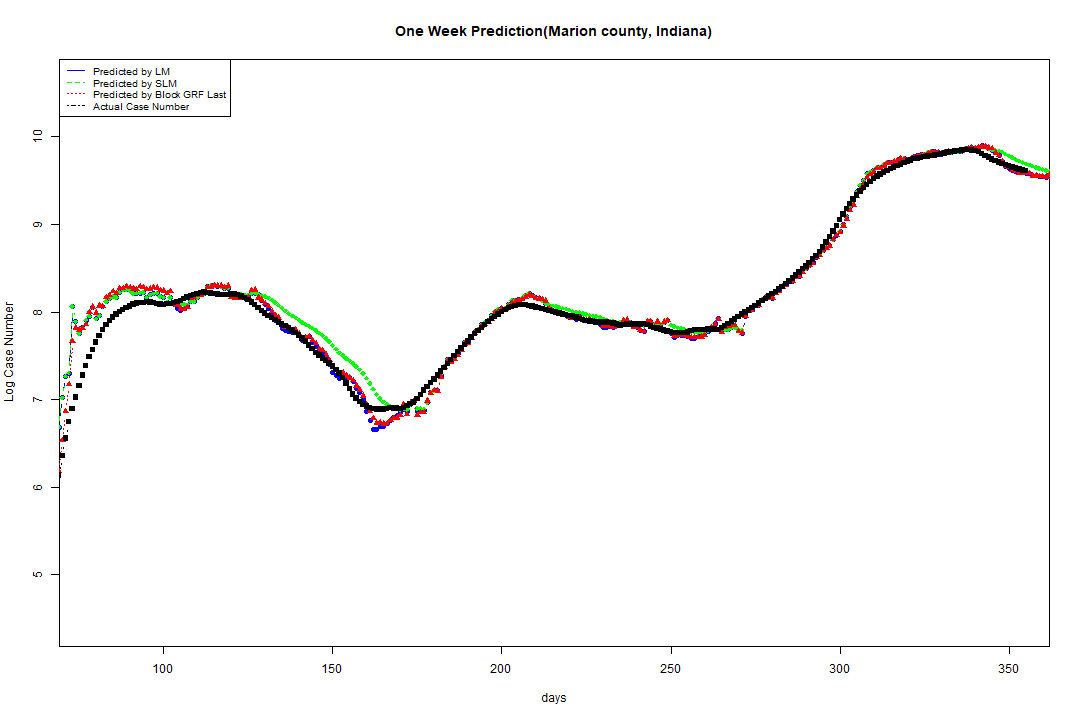 One Week Prediction(Marion county, Indiana)
Predicted by LM
Predicted by SLM
Predicted by Block GRF Last
Actual Case Number
10
9
8
7
6
5
Log Case Number
100 150 200 250 300 350
days